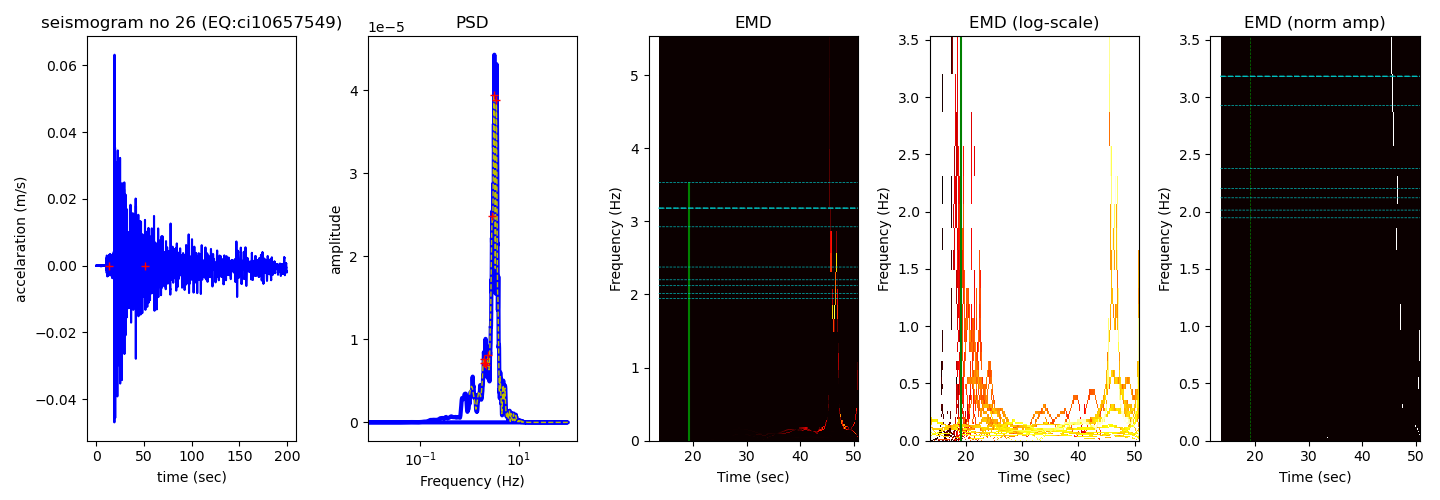 seismogram no 26 (EQ:ci10657549)
accelaration (m/s)
0.06
0.04
0.02
0.00
−0.02
−0.04
0 50 100 150 200
time (sec)
PSD
1e−5
amplitude
4
3
2
1
0
10⁻¹ 10¹
Frequency (Hz)
EMD
Frequency (Hz)
5
4
3
2
1
0
20 30 40 50
Time (sec)
EMD (log-scale)
Frequency (Hz)
3.5
3.0
2.5
2.0
1.5
1.0
0.5
0.0
20 30 40 50
Time (sec)
EMD (norm amp)
Frequency (Hz)
3.5
3.0
2.5
2.0
1.5
1.0
0.5
0.0
20 30 40 50
Time (sec)